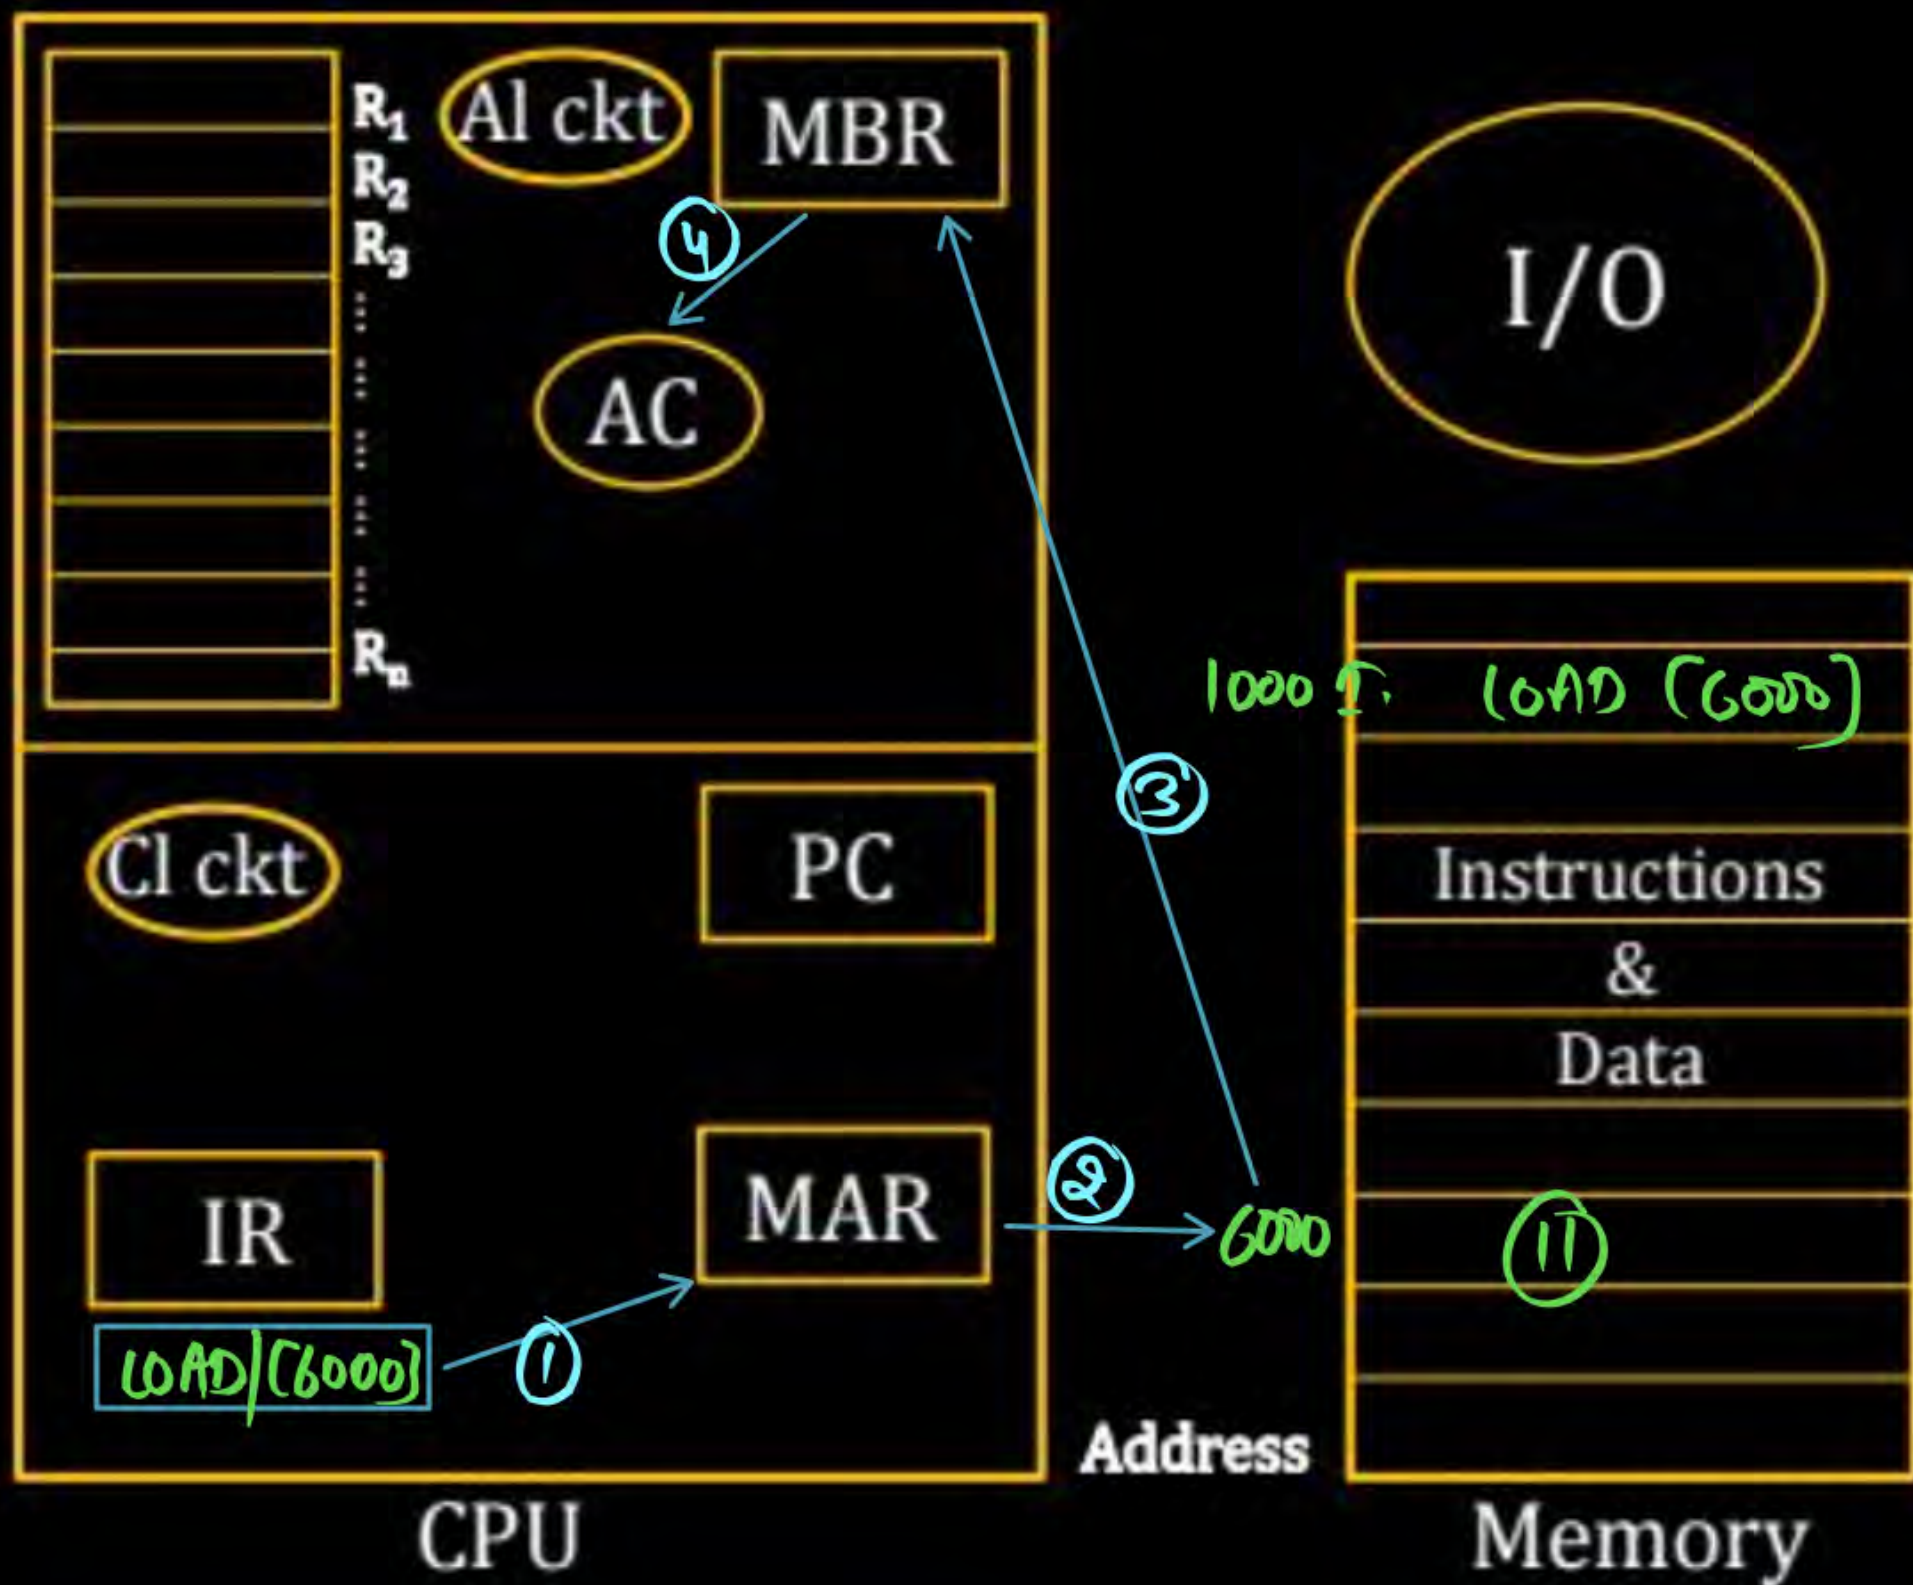 R1
R2
R3
Rn
Al ckt
MBR
4
AC
I/O
Cl ckt
PC
3
1000 I. LOAD [6000]
Instructions
&
Data
IR
MAR
2
6000
11
LOAD/[6000]
1
Address
CPU
Memory